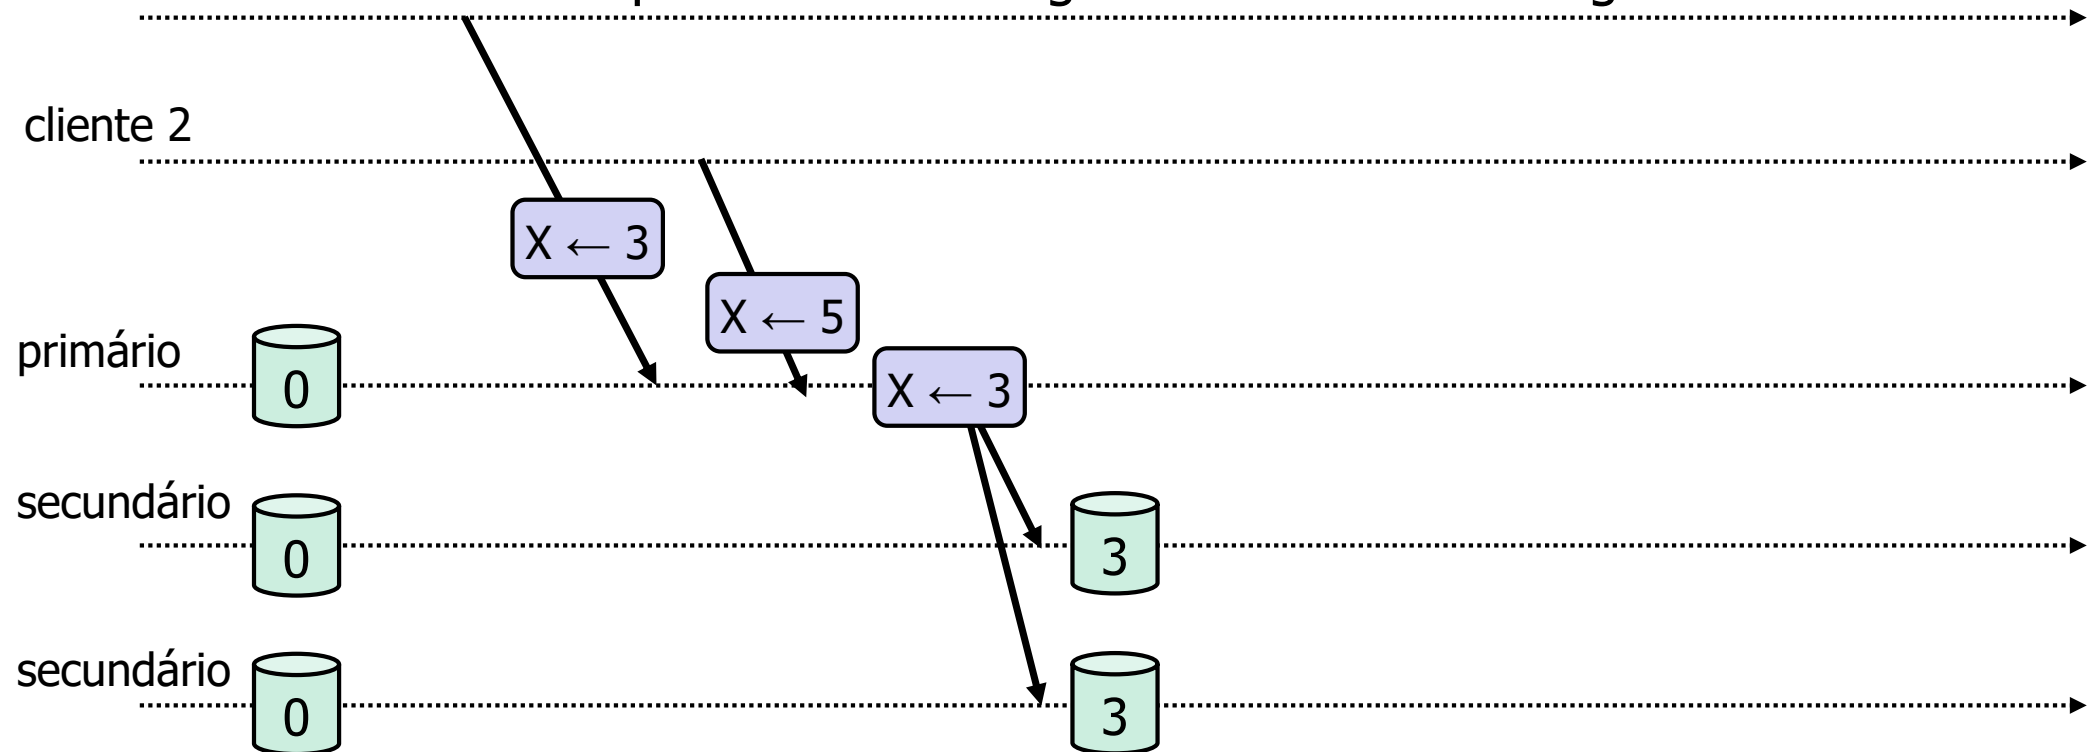 cliente 2
X ← 3
X ← 5
primário
0
X ← 3
secundário
0
3
secundário
0
3